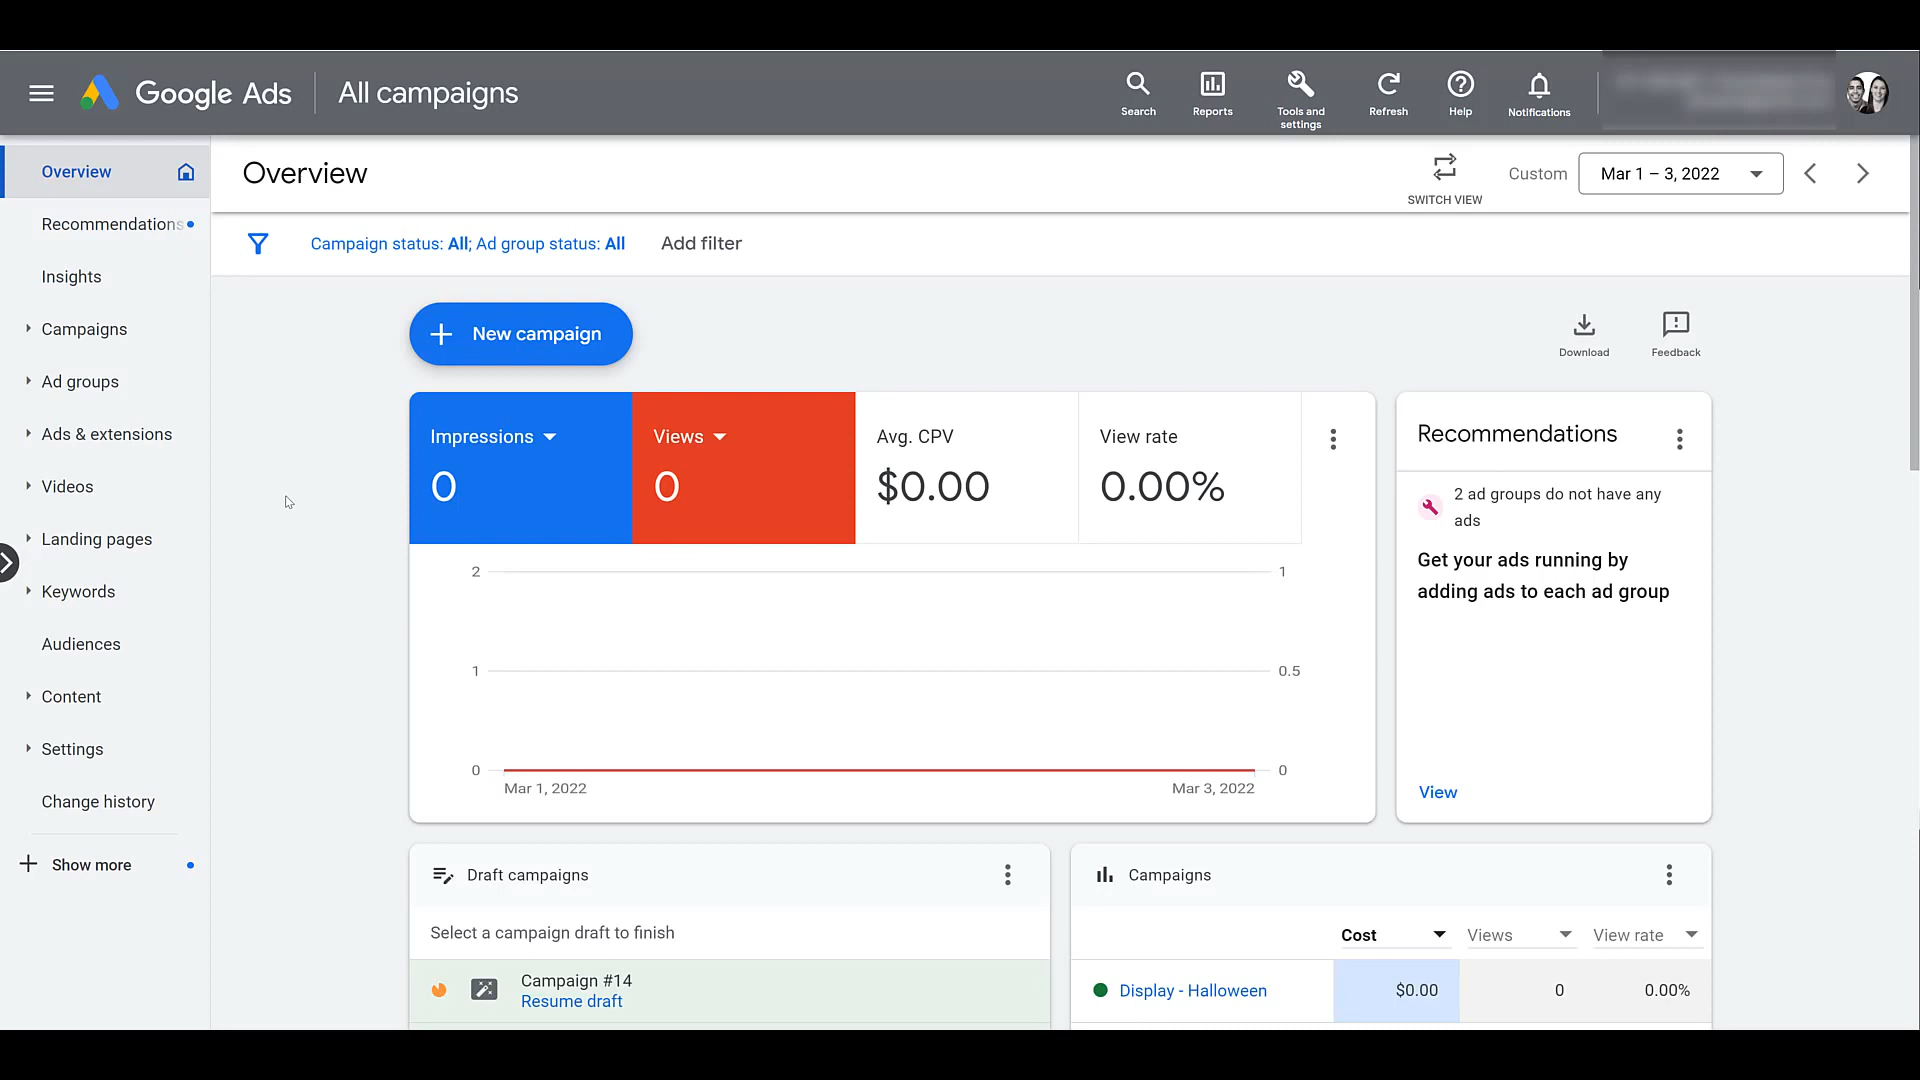 Google Ads
All campaigns
Search
Reports
Tools and
settings
Refresh
Help
Notifications
Overview
Recommendations
Insights
Campaigns
Ad groups
Ads & extensions
Videos
Landing pages
Keywords
Audiences
Content
Settings
Change history
Show more
Overview
SWITCH VIEW
Custom
Mar 1 – 3, 2022
Campaign status: All; Ad group status: All
Add filter
New campaign
Download
Feedback
Impressions
0
Views
0
Avg. CPV
$0.00
View rate
0.00%
2
1
1
0.5
0
0
Mar 1, 2022
Mar 3, 2022
Recommendations
2 ad groups do not have any
ads
Get your ads running by
adding ads to each ad group
View
Draft campaigns
Select a campaign draft to finish
Campaign #14
Resume draft
Campaigns
Cost
Views
View rate
Display - Halloween
$0.00
0
0.00%